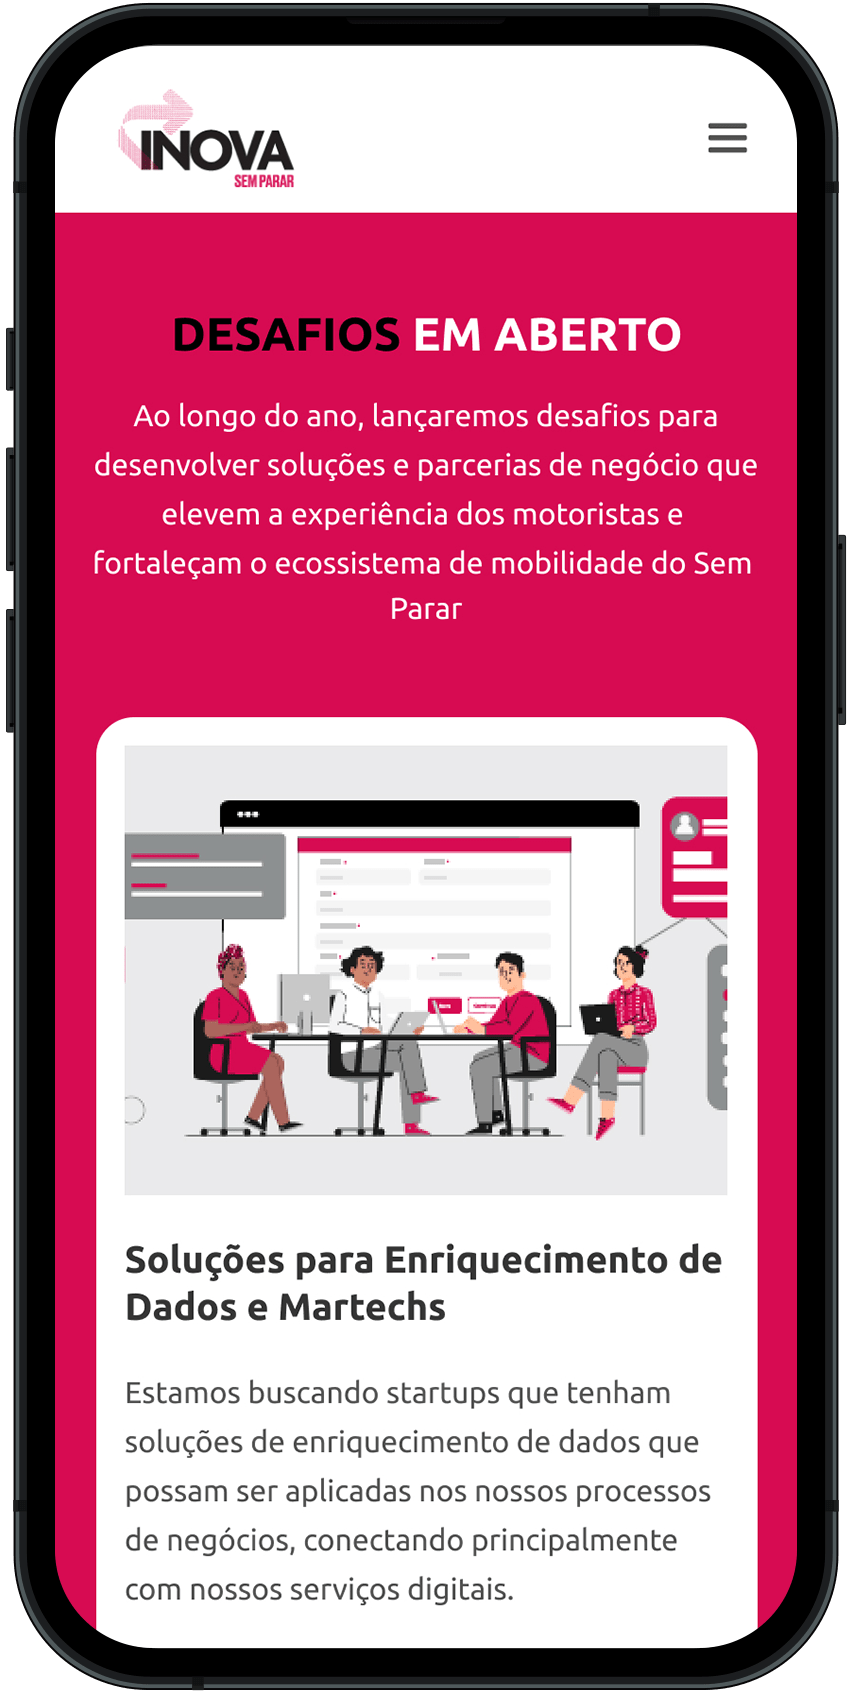 INOVA
SEM PARAR
DESAFIOS EM ABERTO
Ao longo do ano, lançaremos desafios para
desenvolver soluções e parcerias de negócio que
elevem a experiência dos motoristas e
fortaleçam o ecossistema de mobilidade do Sem
Parar
Soluções para Enriquecimento de
Dados e Martechs
Estamos buscando startups que tenham
soluções de enriquecimento de dados que
possam ser aplicadas nos nossos processos
de negócios, conectando principalmente
com nossos serviços digitais.